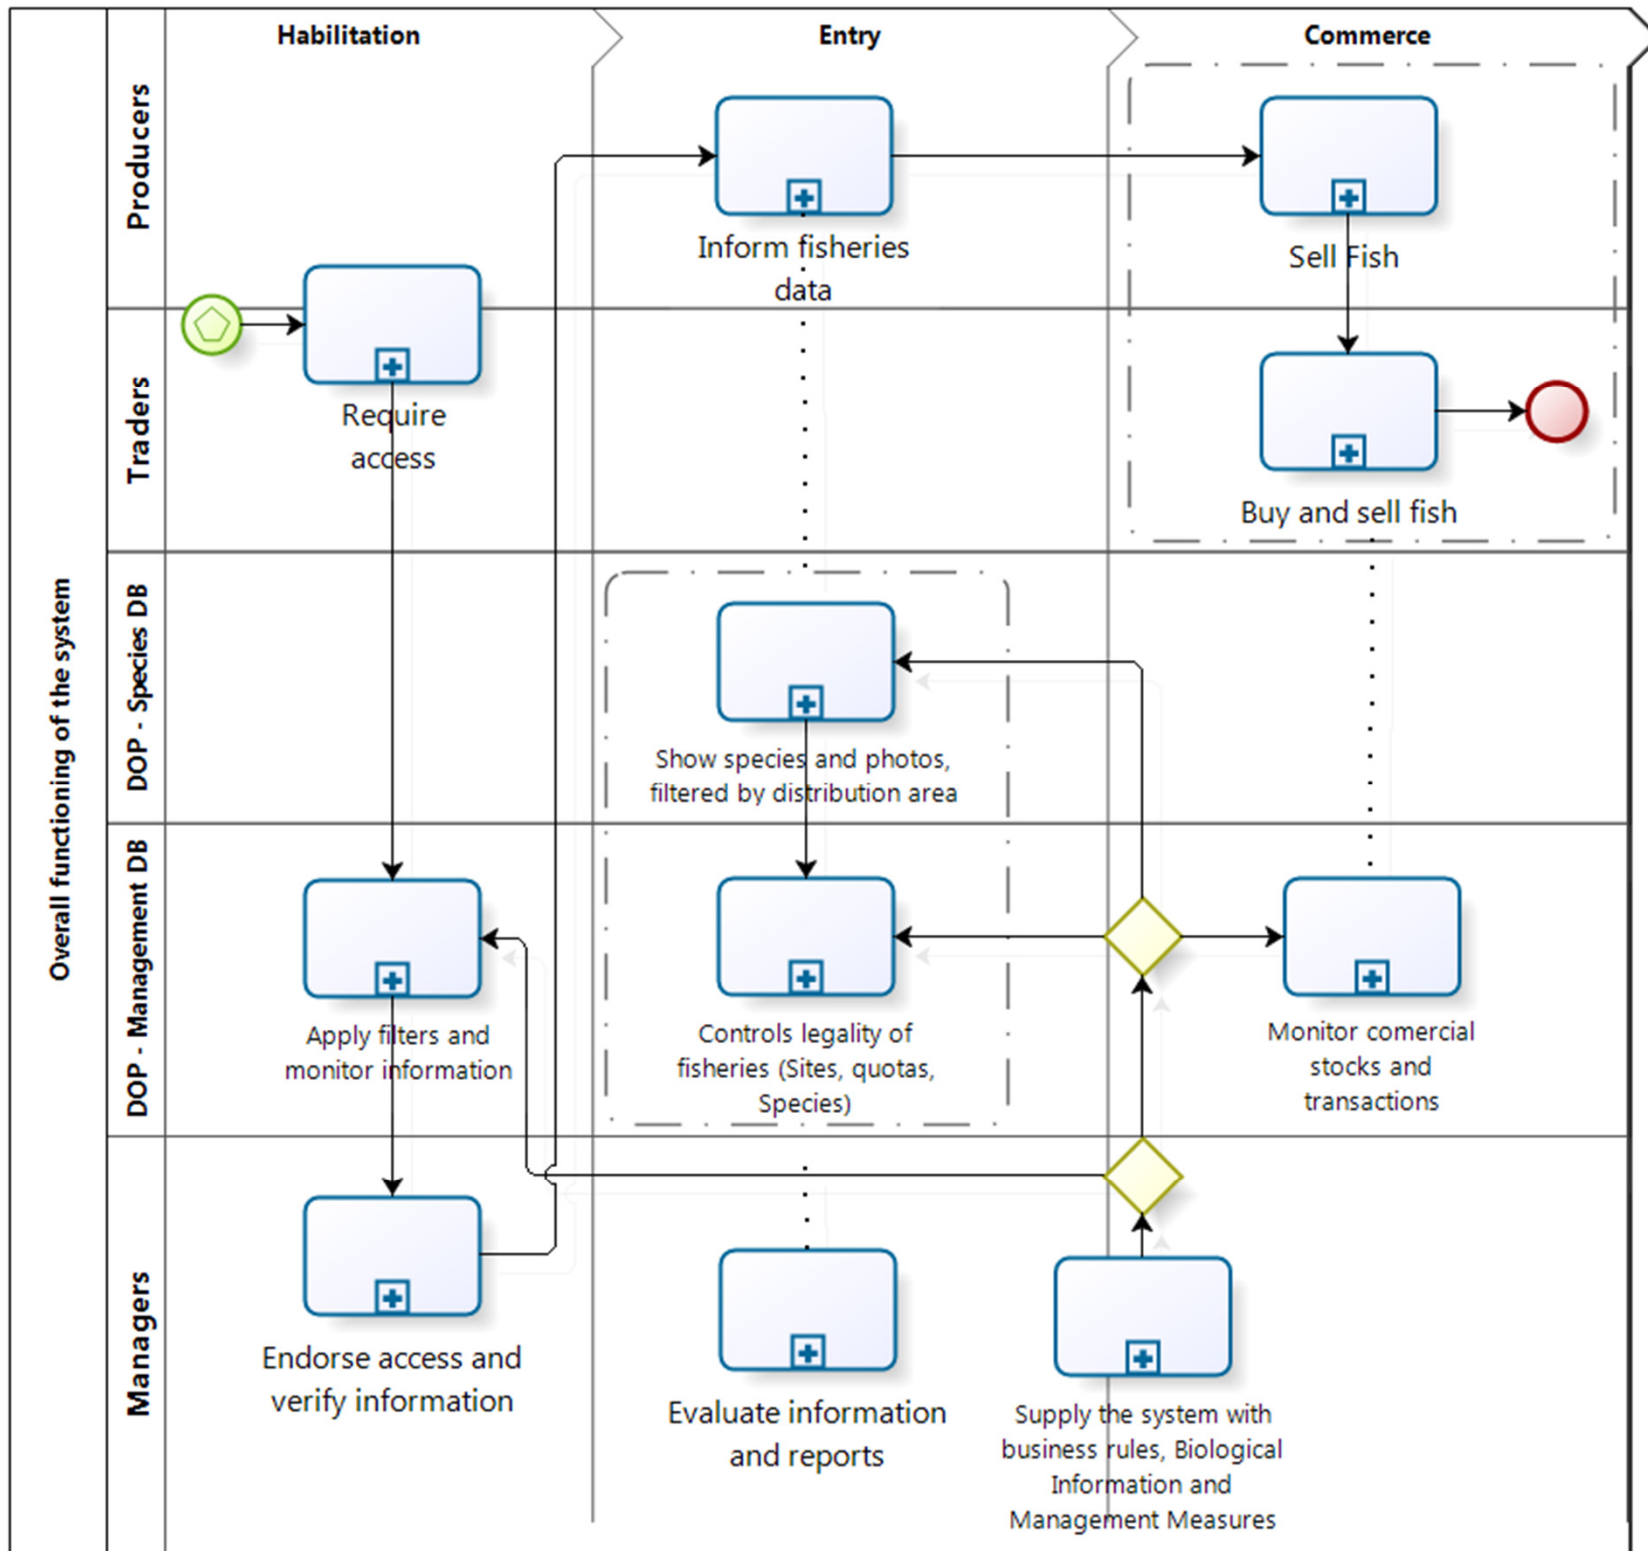 Habilitation
Entry
Commerce
Overall functioning of the system
Producers
Inform fisheries
data
Sell Fish
Traders
Require
access
Buy and sell fish
DOP - Species DB
Show species and photos,
filtered by distribution area
DOP - Management DB
Apply filters and
monitor information
Controls legality of
fisheries (Sites, quotas,
Species)
Monitor comercial
stocks and
transactions
Managers
Endorse access and
verify information
Evaluate information
and reports
Supply the system with
business rules, Biological
Information and
Management Measures